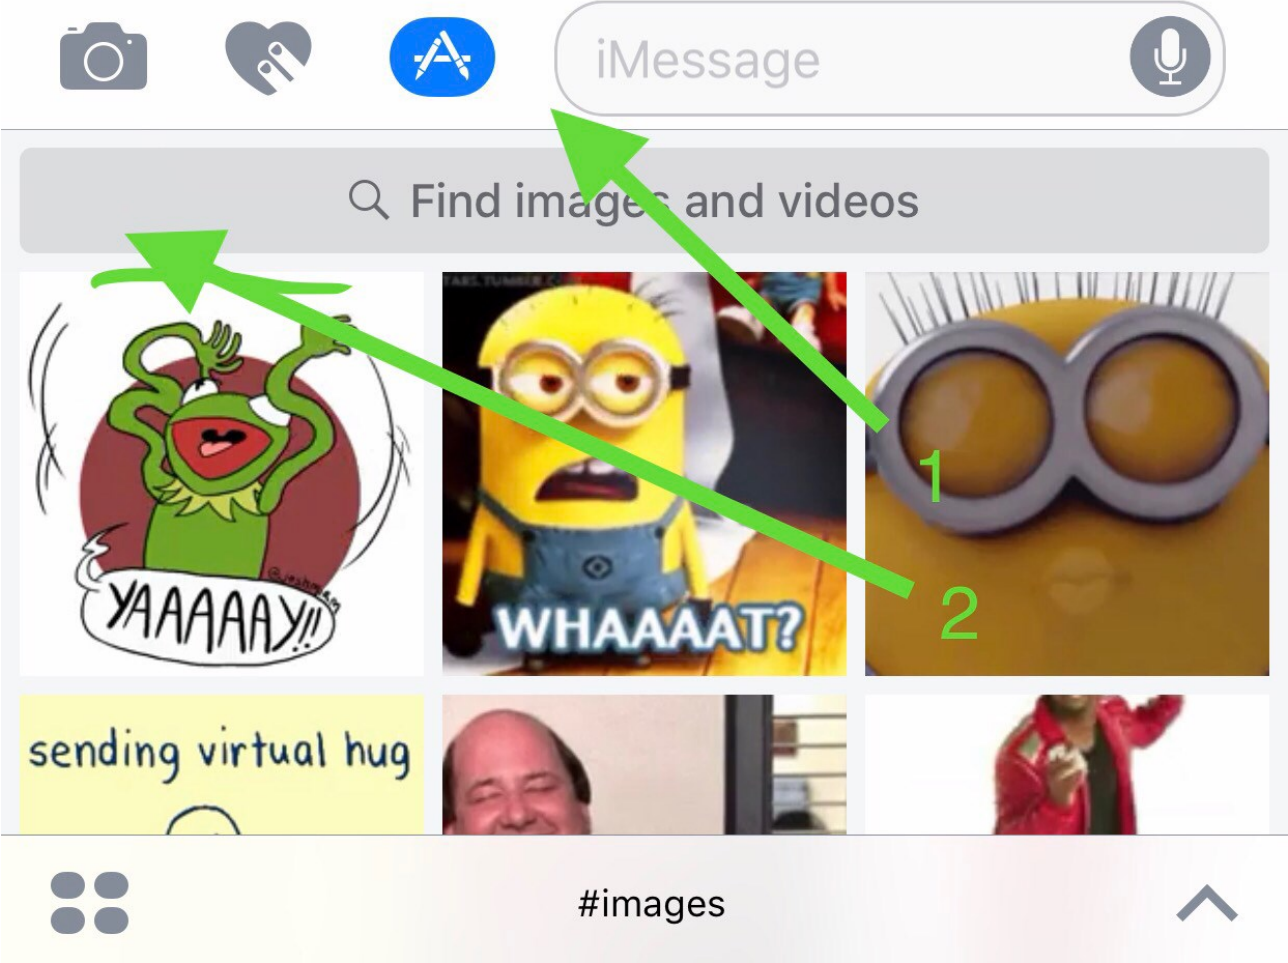 iMessage
Find images and videos
YAAAAAY!!
WHAAAAT?
1
2
sending virtual hug
#images